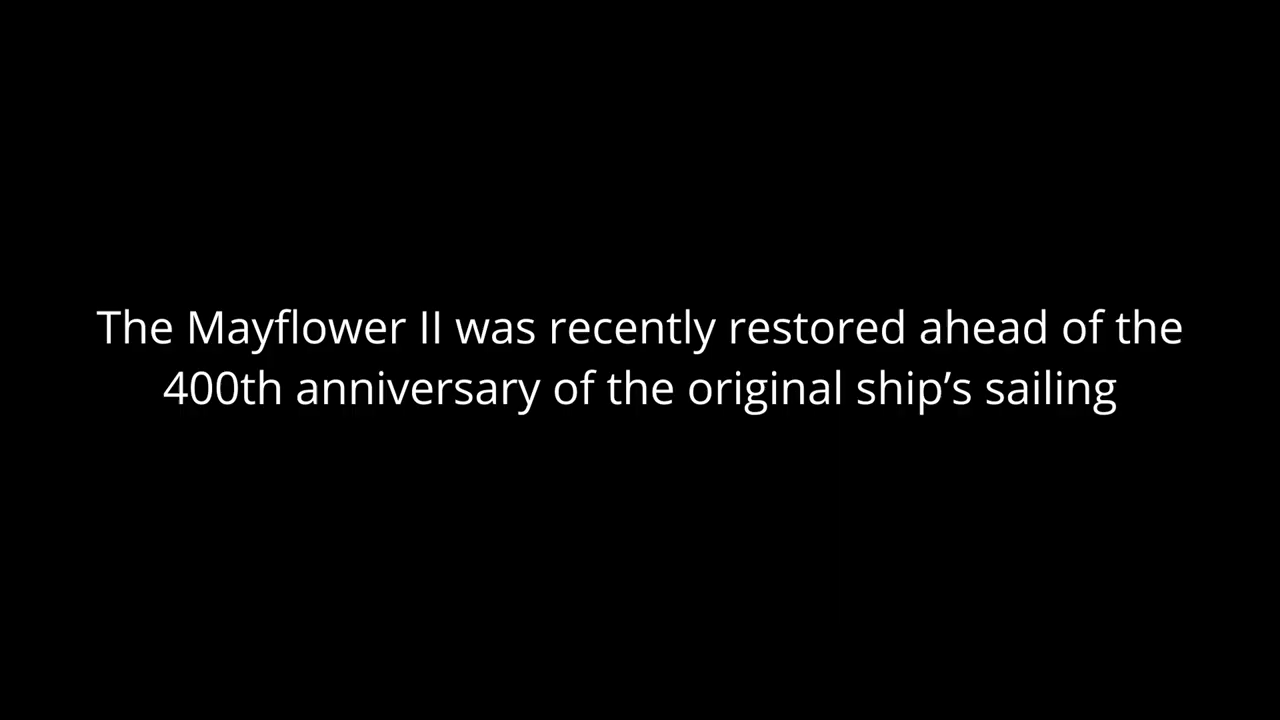 The Mayflower II was recently restored ahead of the
400th anniversary of the original ship’s sailing